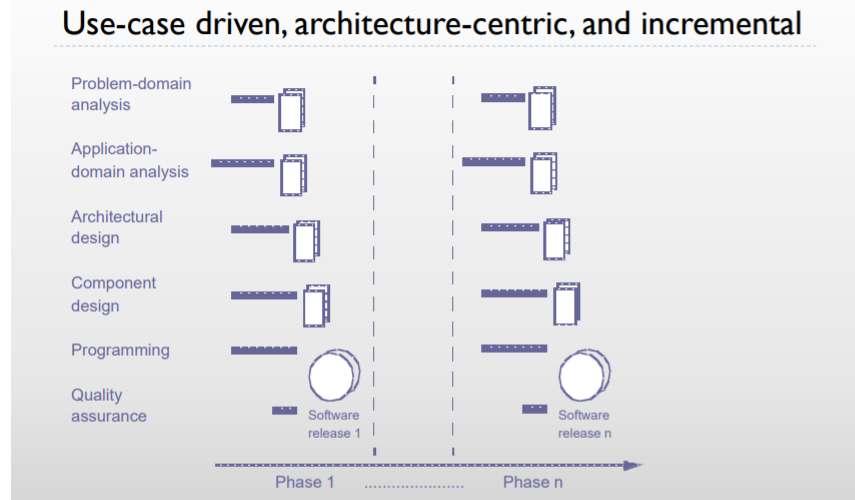 Use-case driven, architecture-centric, and incremental
Problem-domain
analysis
Application-
domain analysis
Architectural
design
Component
design
Programming
Quality
assurance
Software
release 1
Software
release n
Phase 1 ...................... Phase n